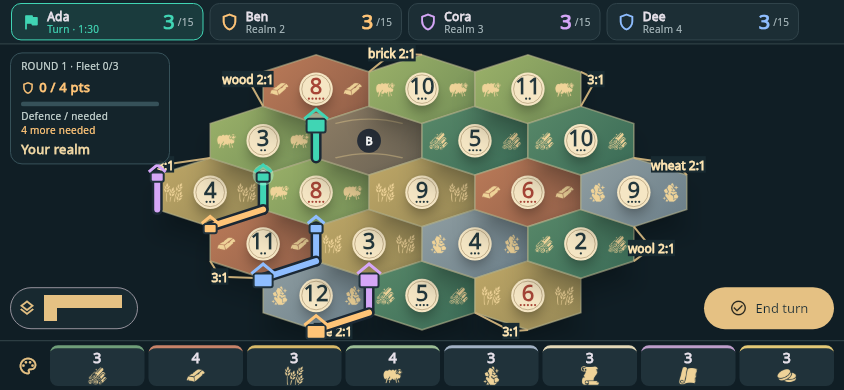 Ada
Turn · 1:30
3 /15
Ben
Realm 2
3 /15
Cora
Realm 3
3 /15
Dee
Realm 4
3 /15
ROUND 1 · Fleet 0/3
0 / 4 pts
Defence / needed
4 more needed
Your realm
brick 2:1
wood 2:1
3:1
8
10
11
3
B
5
10
:1
wheat 2:1
4
8
9
6
9
11
3
4
2
wool 2:1
3:1
12
5
6
2:1
3:1
End turn
3
4
3
4
3
3
3
3